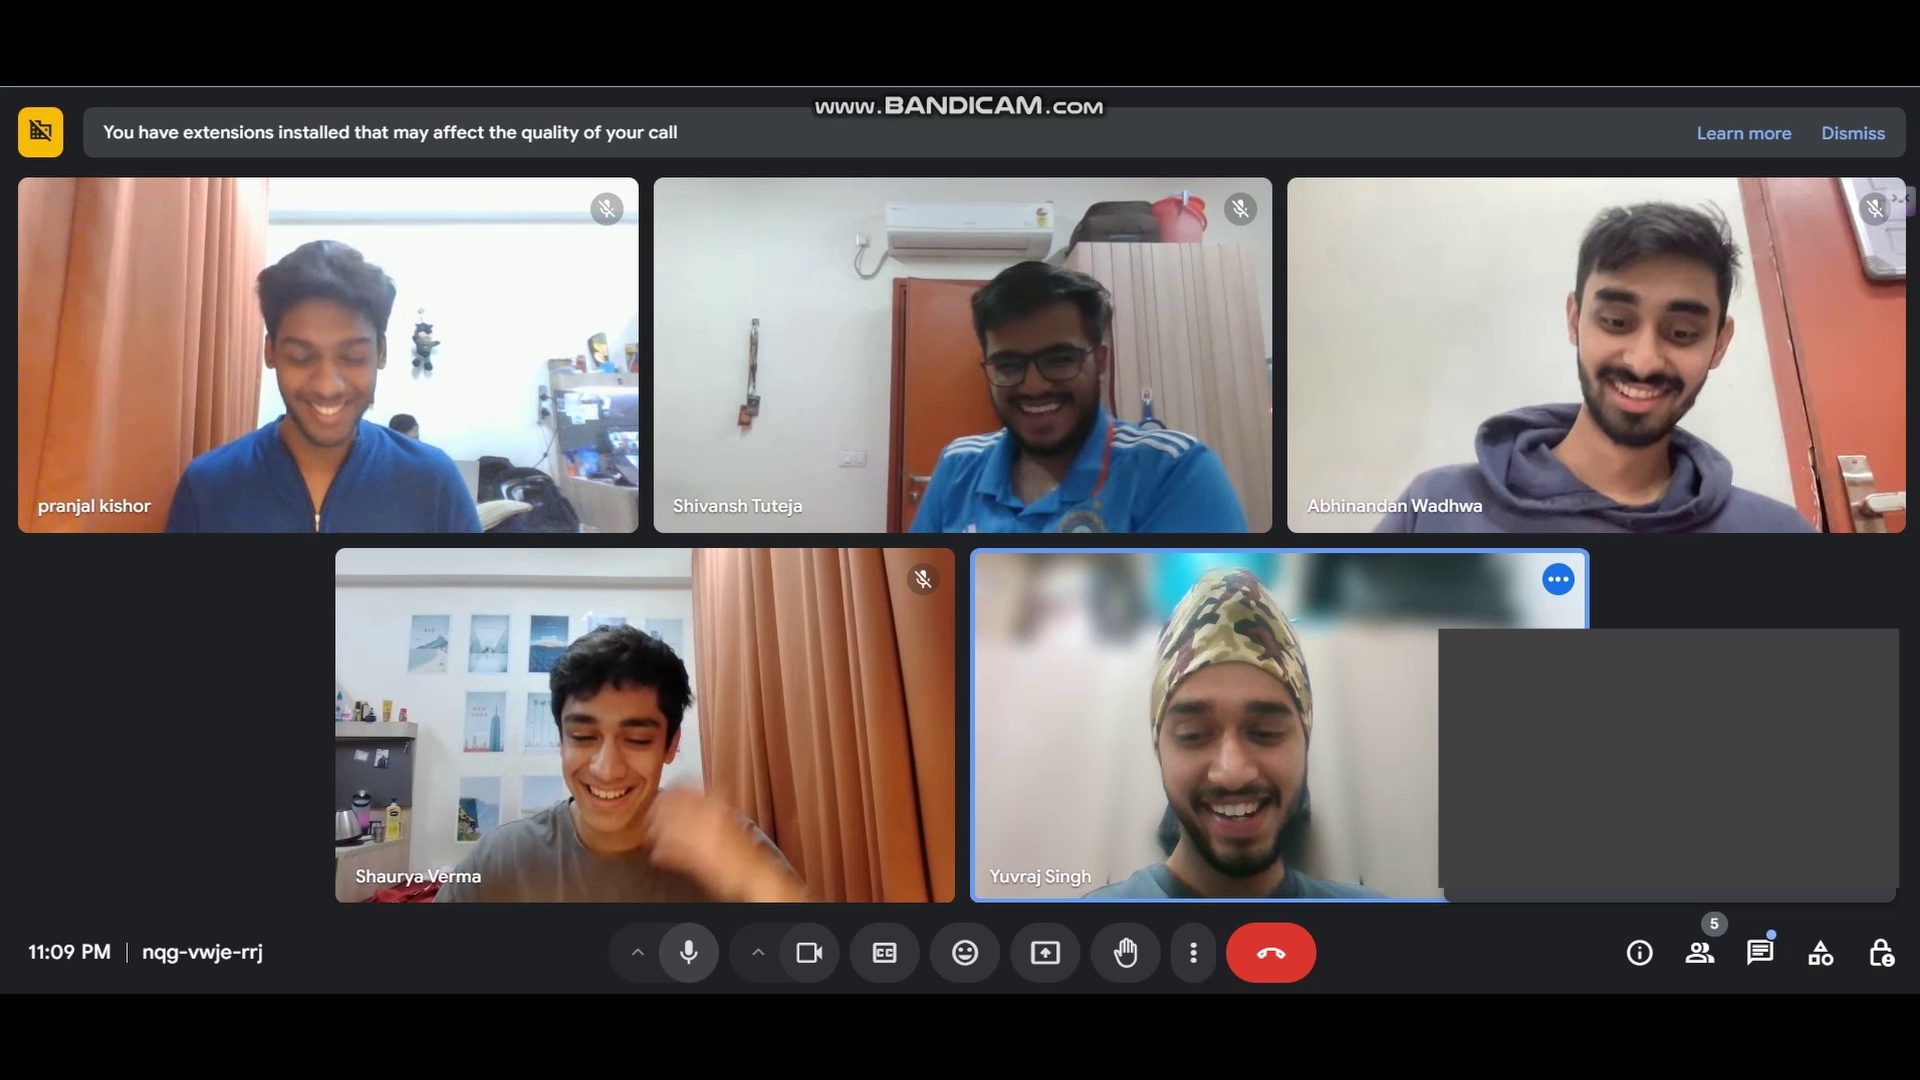 www.BANDICAM.com
You have extensions installed that may affect the quality of your call
Learn more
Dismiss
pranjal kishor
Shivansh Tuteja
Abhinandan Wadhwa
Shaurya Verma
Yuvraj Singh
11:09 PM
nqg-vwje-rrj
CC
5